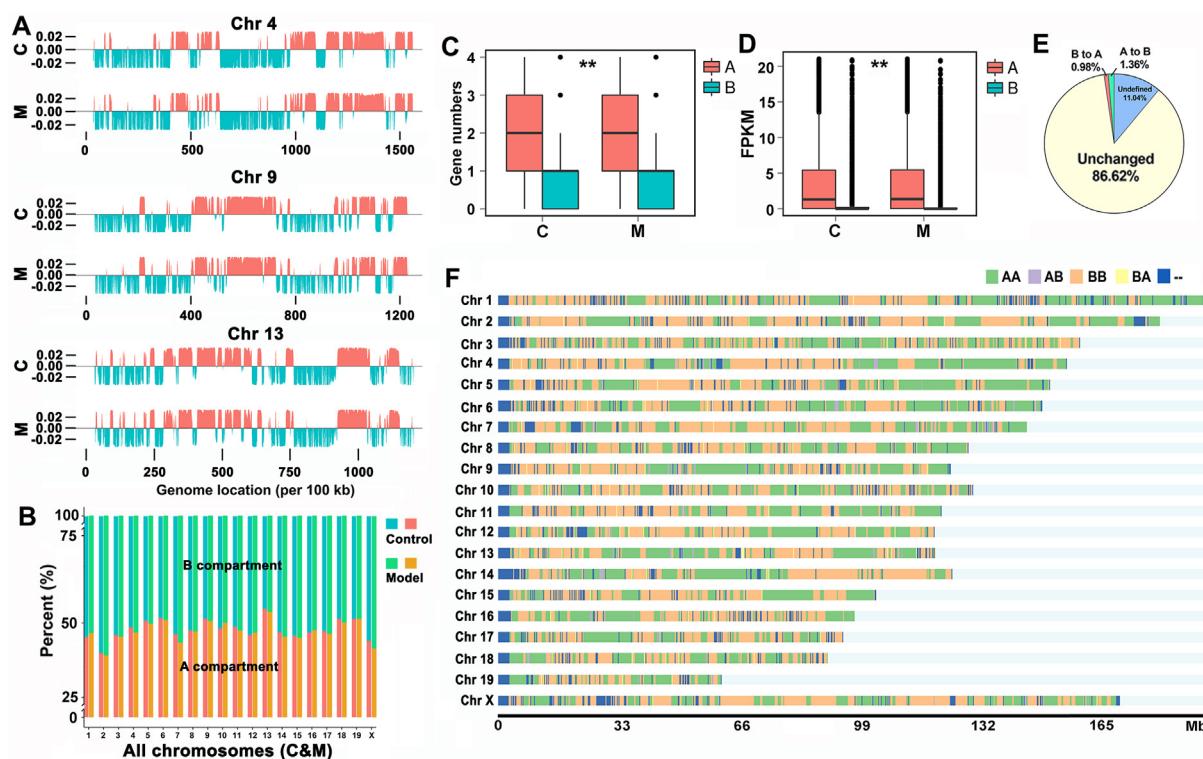 A
Chr 4
C
0.02
0.00
-0.02
M
0.02
0.00
-0.02
0 500 1000 1500
Chr 9
C
0.02
0.00
-0.02
M
0.02
0.00
-0.02
0 400 800 1200
Chr 13
C
0.02
0.00
-0.02
M
0.02
0.00
-0.02
0 250 500 750 1000
Genome location (per 100 kb)
B
Percent (%)
100
75
50
25
0
B compartment
A compartment
Control
Model
1 2 3 4 5 6 7 8 9 10 11 12 13 14 15 16 17 18 19 X
All chromosomes (C&M)
C
Gene numbers
4
3
2
1
0
**
A
B
C M
D
FPKM
20
15
10
5
0
**
A
B
C M
E
B to A
0.98%
A to B
1.36%
Undefined
11.04%
Unchanged
86.62%
F
AA AB BB BA --
Chr 1
Chr 2
Chr 3
Chr 4
Chr 5
Chr 6
Chr 7
Chr 8
Chr 9
Chr 10
Chr 11
Chr 12
Chr 13
Chr 14
Chr 15
Chr 16
Chr 17
Chr 18
Chr 19
Chr X
0 33 66 99 132 165 Mb